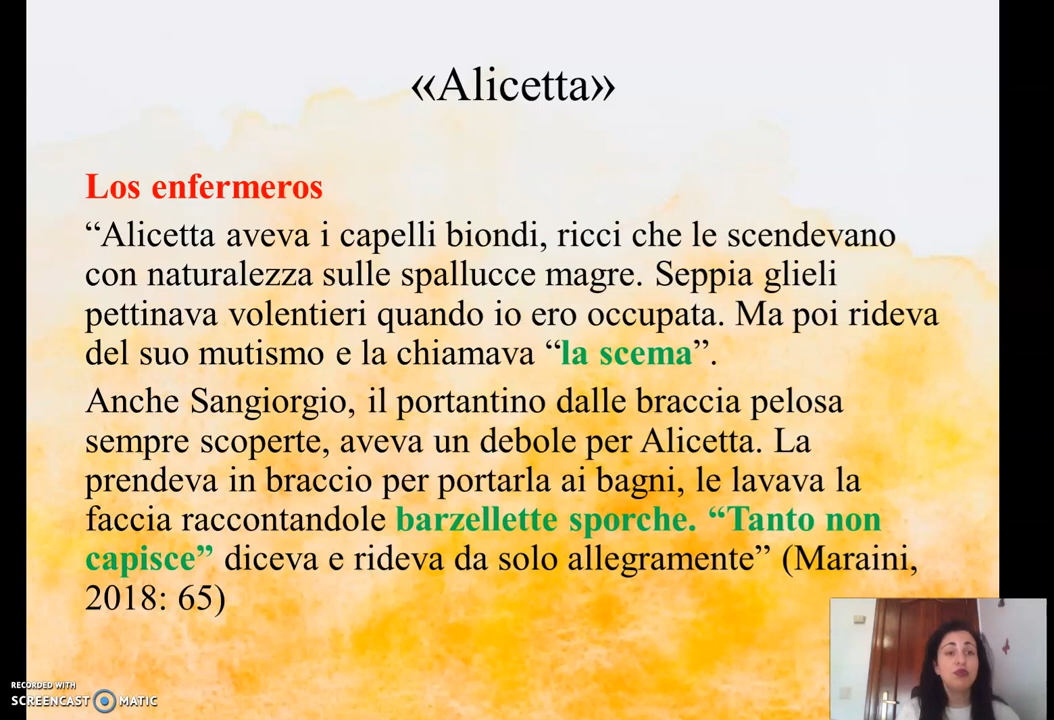 «Alicetta»
Los enfermeros
“Alicetta aveva i capelli biondi, ricci che le scendevano
con naturalezza sulle spallucce magre. Seppia glieli
pettinava volentieri quando io ero occupata. Ma poi rideva
del suo mutismo e la chiamava “la scema”.
Anche Sangiorgio, il portantino dalle braccia pelosa
sempre scoperte, aveva un debole per Alicetta. La
prendeva in braccio per portarla ai bagni, le lavava la
faccia raccontandole barzellette sporche. “Tanto non
capisce” diceva e rideva da solo allegramente” (Maraini,
2018: 65)
RECORDED WITH
SCREENCAST MATIC